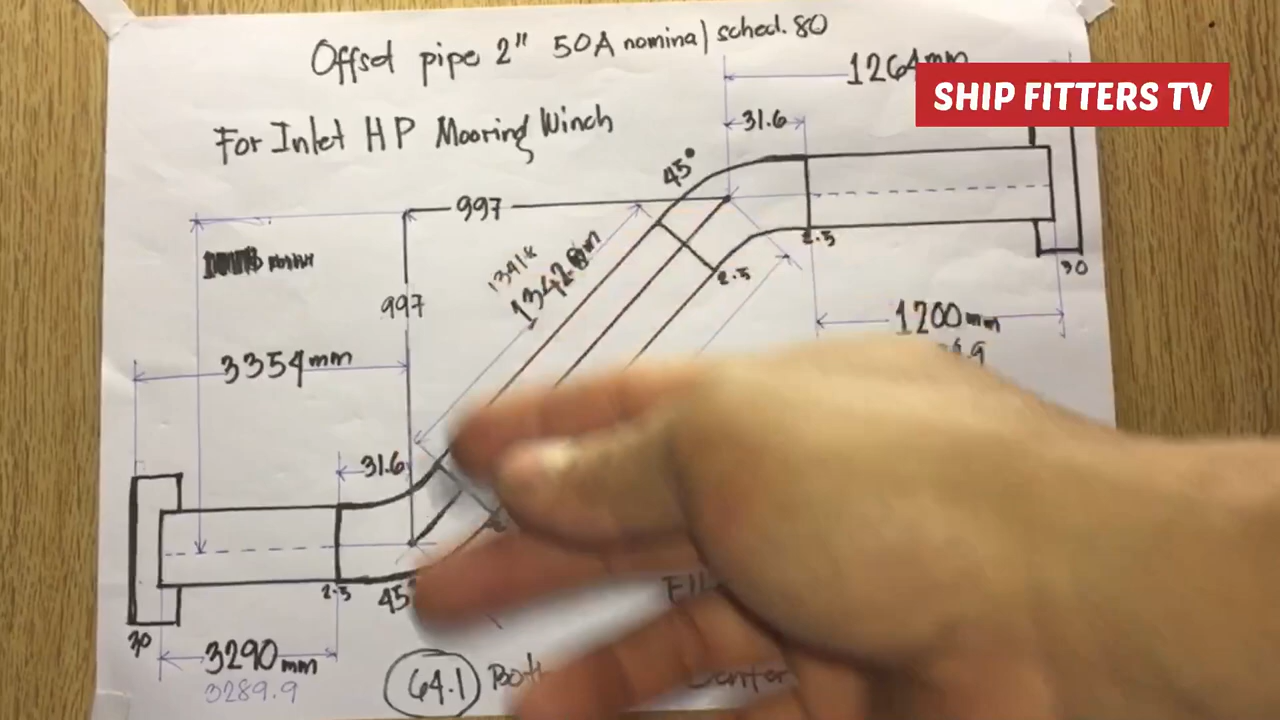 Offset pipe 2" 50A nominal sched. 80
1264mm
SHIP FITTERS TV
For Inlet HP Mooring Winch
31.6
45°
997
1341.8
2.5
2.5
30
997
1200mm
3354mm
31.6
2.5
45
30
3290mm
3289.9
64.1